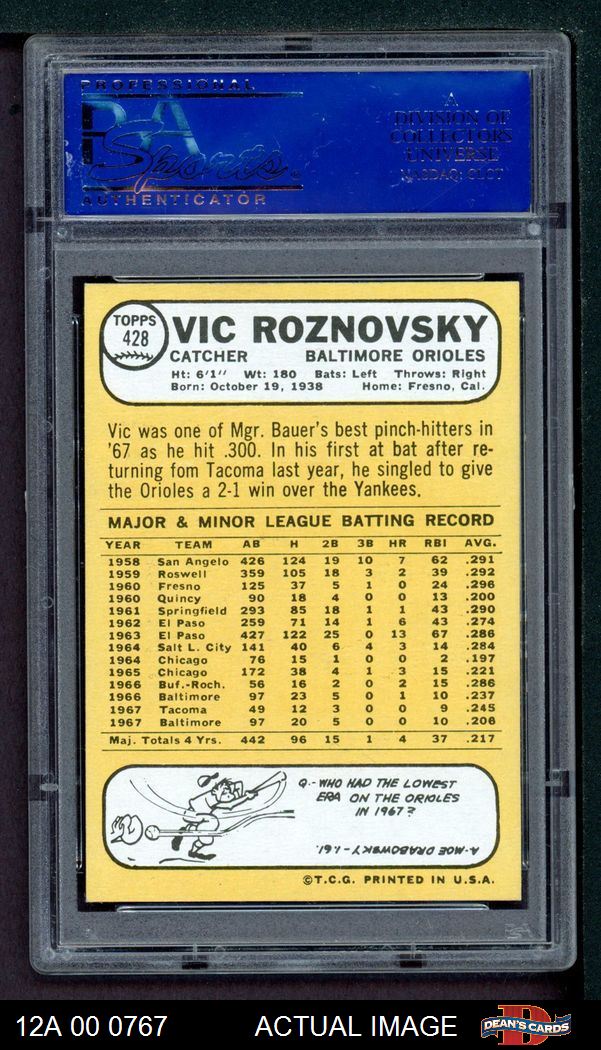 PROFESSIONAL
PSA
Sports
AUTHENTICATOR
A
DIVISION OF
COLLECTORS
UNIVERSE
NASDAQ: CLCT
TOPPS
428
VIC ROZNOVSKY
CATCHER BALTIMORE ORIOLES
Ht: 6'1" Wt: 180 Bats: Left Throws: Right
Born: October 19, 1938 Home: Fresno, Cal.
Vic was one of Mgr. Bauer's best pinch-hitters in
'67 as he hit .300. In his first at bat after re-
turning fom Tacoma last year, he singled to give
the Orioles a 2-1 win over the Yankees.
MAJOR & MINOR LEAGUE BATTING RECORD
YEAR TEAM AB H 2B 3B HR RBI AVG.
1958 San Angelo 426 124 19 10 7 62 .291
1959 Roswell 359 105 18 3 2 39 .292
1960 Fresno 125 37 5 1 0 24 .296
1960 Quincy 90 18 4 0 0 13 .200
1961 Springfield 293 85 18 1 1 43 .290
1962 El Paso 259 71 14 1 6 43 .274
1963 El Paso 427 122 25 0 13 67 .286
1964 Salt L. City 141 40 6 4 3 14 .284
1964 Chicago 76 15 1 0 0 2 .197
1965 Chicago 172 38 4 1 3 15 .221
1966 Buf.-Roch. 56 16 2 0 2 15 .286
1966 Baltimore 97 23 5 0 1 10 .237
1967 Tacoma 49 12 3 0 0 9 .245
1967 Baltimore 97 20 5 0 0 10 .206
Maj. Totals 4 Yrs. 442 96 15 1 4 37 .217
Q.-WHO HAD THE LOWEST
ERA ON THE ORIOLES
IN 1967?
A-MOE DRABOWSKY-1.61.
©T.C.G. PRINTED IN U.S.A.
12A 00 0767 ACTUAL IMAGE
D
DEAN'S CARDS